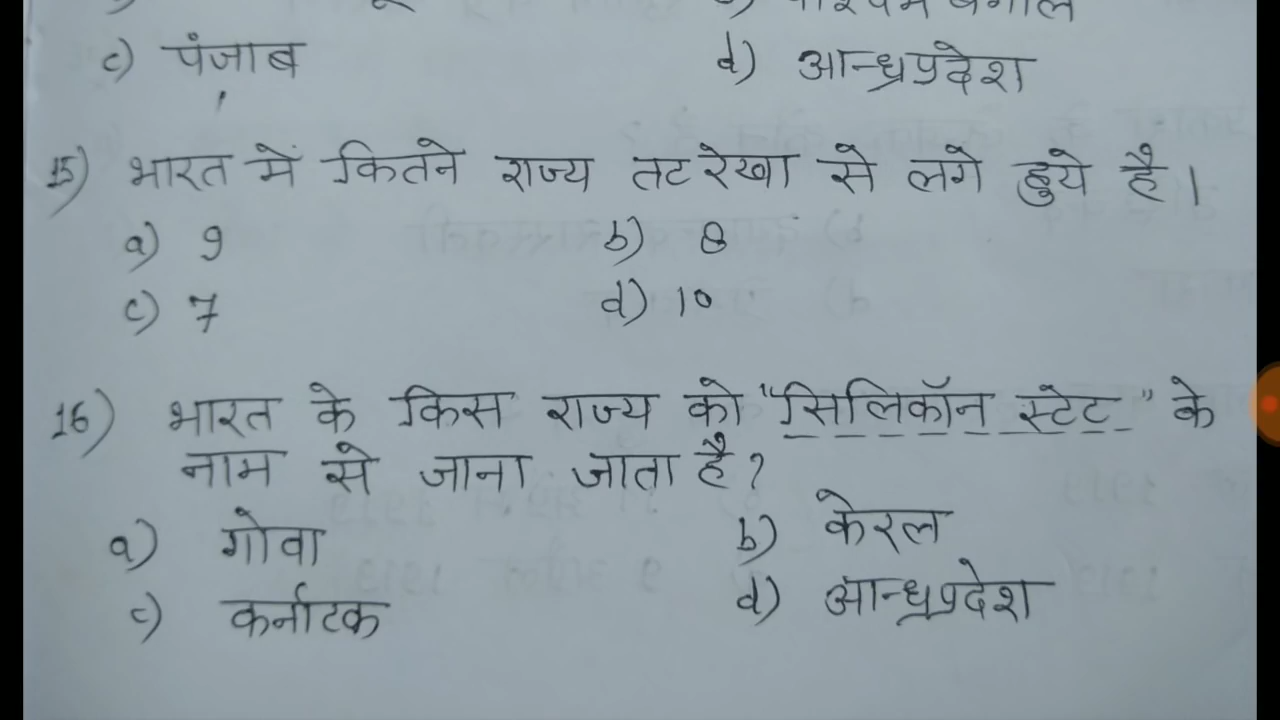 c) पंजाब d) आन्ध्रप्रदेश
15) भारत में कितने राज्य तटरेखा से लगे हुये है।
a) 9 b) 8
c) 7 d) 10
16) भारत के किस राज्य को "सिलिकॉन स्टेट" के
नाम से जाना जाता है?
a) गोवा b) केरल
c) कर्नाटक d) आन्ध्रप्रदेश